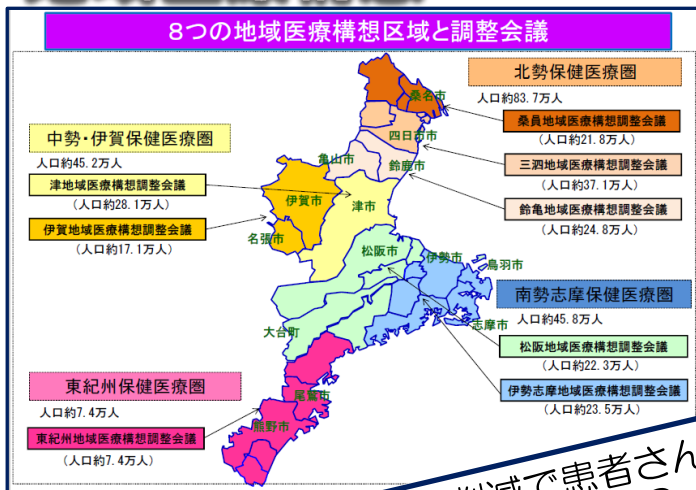 8つの地域医療構想区域と調整会議
北勢保健医療圏
人口約83.7万人
桑員地域医療構想調整会議
(人口約21.8万人)
三泗地域医療構想調整会議
(人口約37.1万人)
鈴亀地域医療構想調整会議
(人口約24.8万人)
中勢・伊賀保健医療圏
人口約45.2万人
津地域医療構想調整会議
(人口約28.1万人)
伊賀地域医療構想調整会議
(人口約17.1万人)
桑名市
四日市市
亀山市
鈴鹿市
伊賀市
津市
名張市
松阪市
伊勢市
鳥羽市
志摩市
大台町
尾鷲市
熊野市
南勢志摩保健医療圏
人口約45.8万人
松阪地域医療構想調整会議
(人口約22.3万人)
伊勢志摩地域医療構想調整会議
(人口約23.5万人)
東紀州保健医療圏
人口約7.4万人
東紀州地域医療構想調整会議
(人口約7.4万人)
減で患者さん